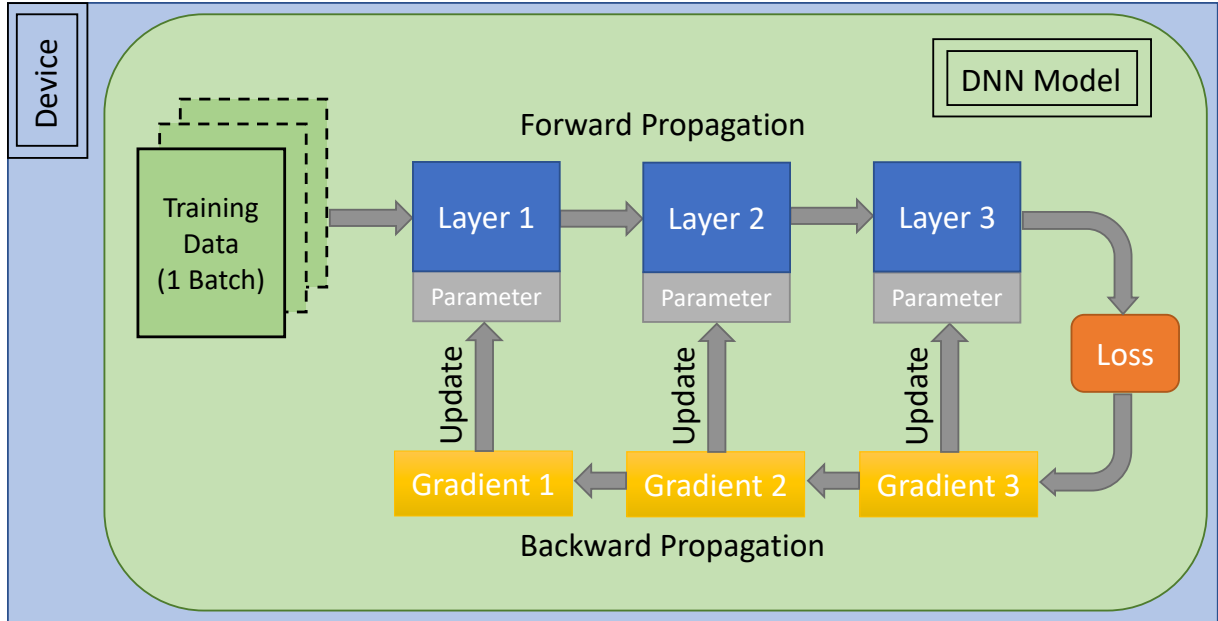 Device
DNN Model
Forward Propagation
Training
Data
(1 Batch)
Layer 1
Layer 2
Layer 3
Parameter
Parameter
Parameter
Loss
Update
Update
Update
Gradient 1
Gradient 2
Gradient 3
Backward Propagation